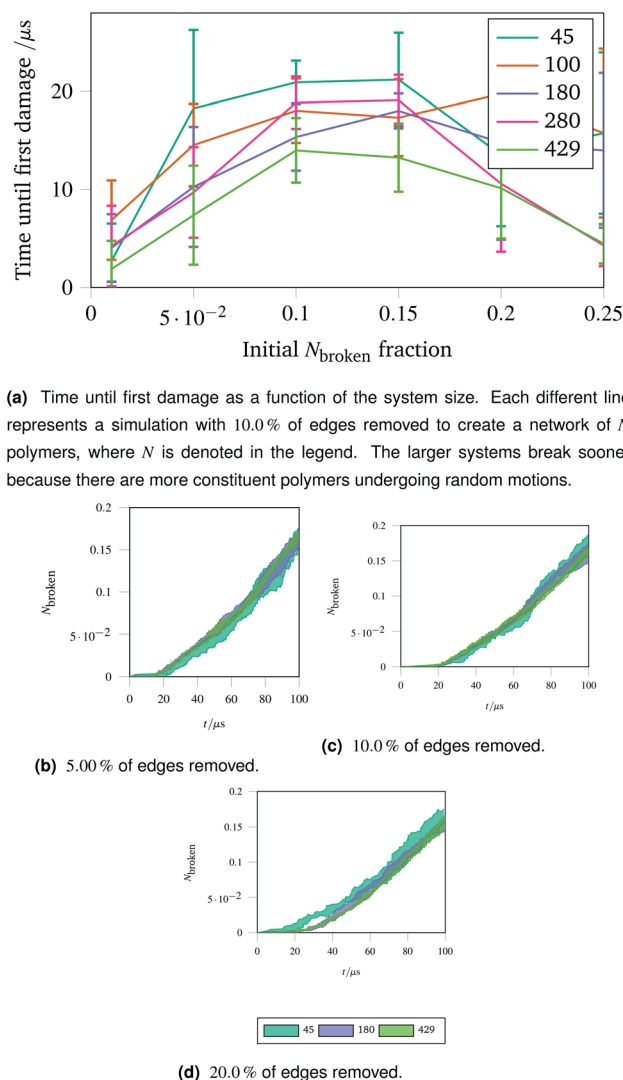 Time until first damage /μs
20
10
0
45
100
180
280
429
0
5 · 10⁻²
0.1
0.15
0.2
0.25
Initial N_broken fraction
(a) Time until first damage as a function of the system size. Each different line
represents a simulation with 10.0 % of edges removed to create a network of N
polymers, where N is denoted in the legend. The larger systems break soone
because there are more constituent polymers undergoing random motions.
0.2
0.15
0.1
5 · 10⁻²
0
N_broken
0 20 40 60 80 100
t/μs
(b) 5.00 % of edges removed.
0.2
0.15
0.1
5 · 10⁻²
0
N_broken
0 20 40 60 80 100
t/μs
(c) 10.0 % of edges removed.
0.2
0.15
0.1
5 · 10⁻²
0
N_broken
0 20 40 60 80 100
t/μs
45 180 429
(d) 20.0 % of edges removed.